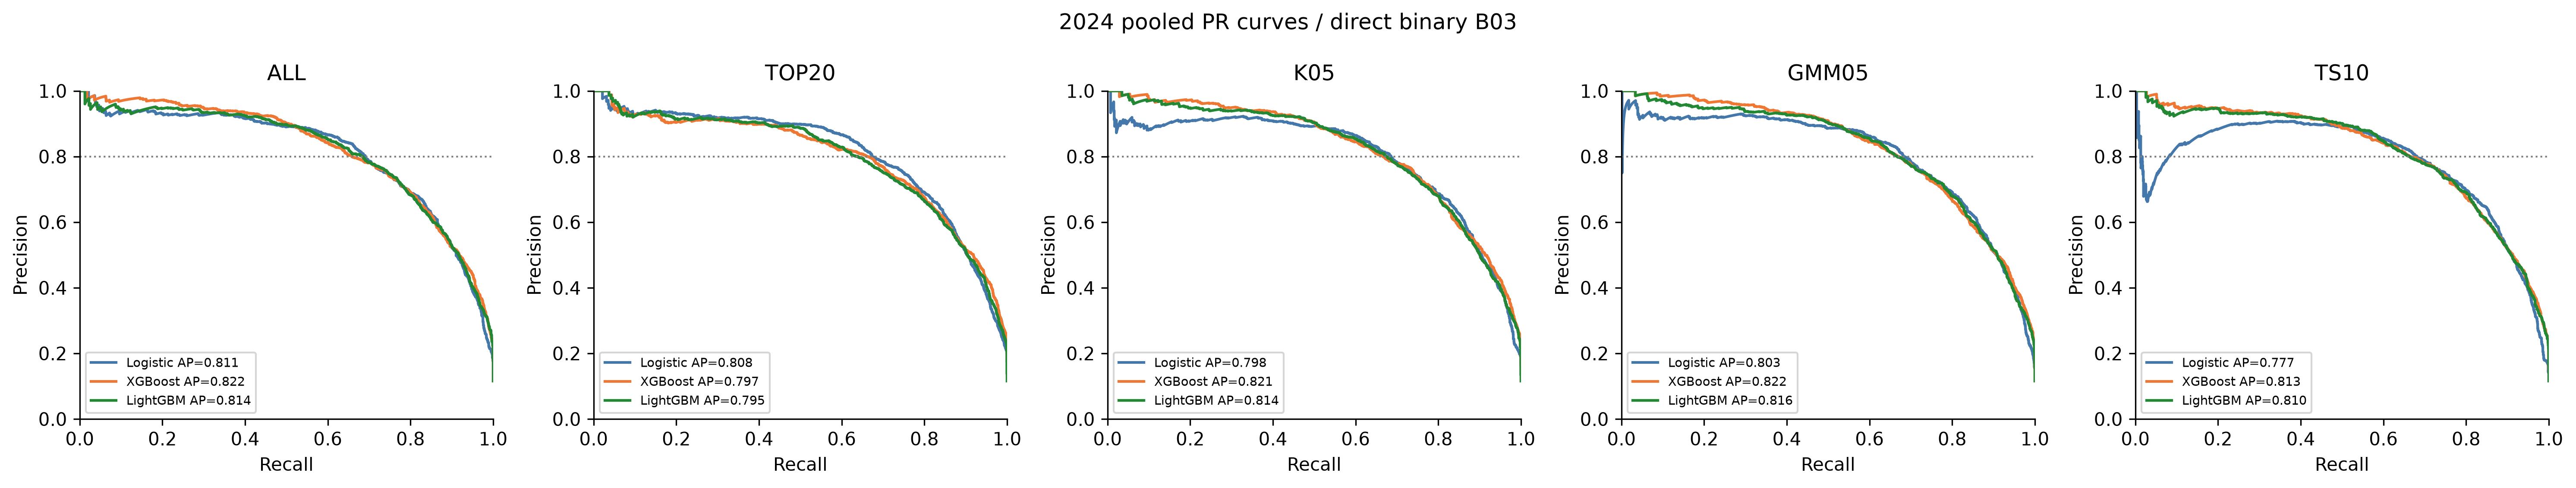 2024 pooled PR curves / direct binary B03
ALL
1.0
0.8
0.6
0.4
0.2
0.0
Precision
Logistic AP=0.811
XGBoost AP=0.822
LightGBM AP=0.814
0.0 0.2 0.4 0.6 0.8 1.0
Recall
TOP20
1.0
0.8
0.6
0.4
0.2
0.0
Precision
Logistic AP=0.808
XGBoost AP=0.797
LightGBM AP=0.795
0.0 0.2 0.4 0.6 0.8 1.0
Recall
K05
1.0
0.8
0.6
0.4
0.2
0.0
Precision
Logistic AP=0.798
XGBoost AP=0.821
LightGBM AP=0.814
0.0 0.2 0.4 0.6 0.8 1.0
Recall
GMM05
1.0
0.8
0.6
0.4
0.2
0.0
Precision
Logistic AP=0.803
XGBoost AP=0.822
LightGBM AP=0.816
0.0 0.2 0.4 0.6 0.8 1.0
Recall
TS10
1.0
0.8
0.6
0.4
0.2
0.0
Precision
Logistic AP=0.777
XGBoost AP=0.813
LightGBM AP=0.810
0.0 0.2 0.4 0.6 0.8 1.0
Recall